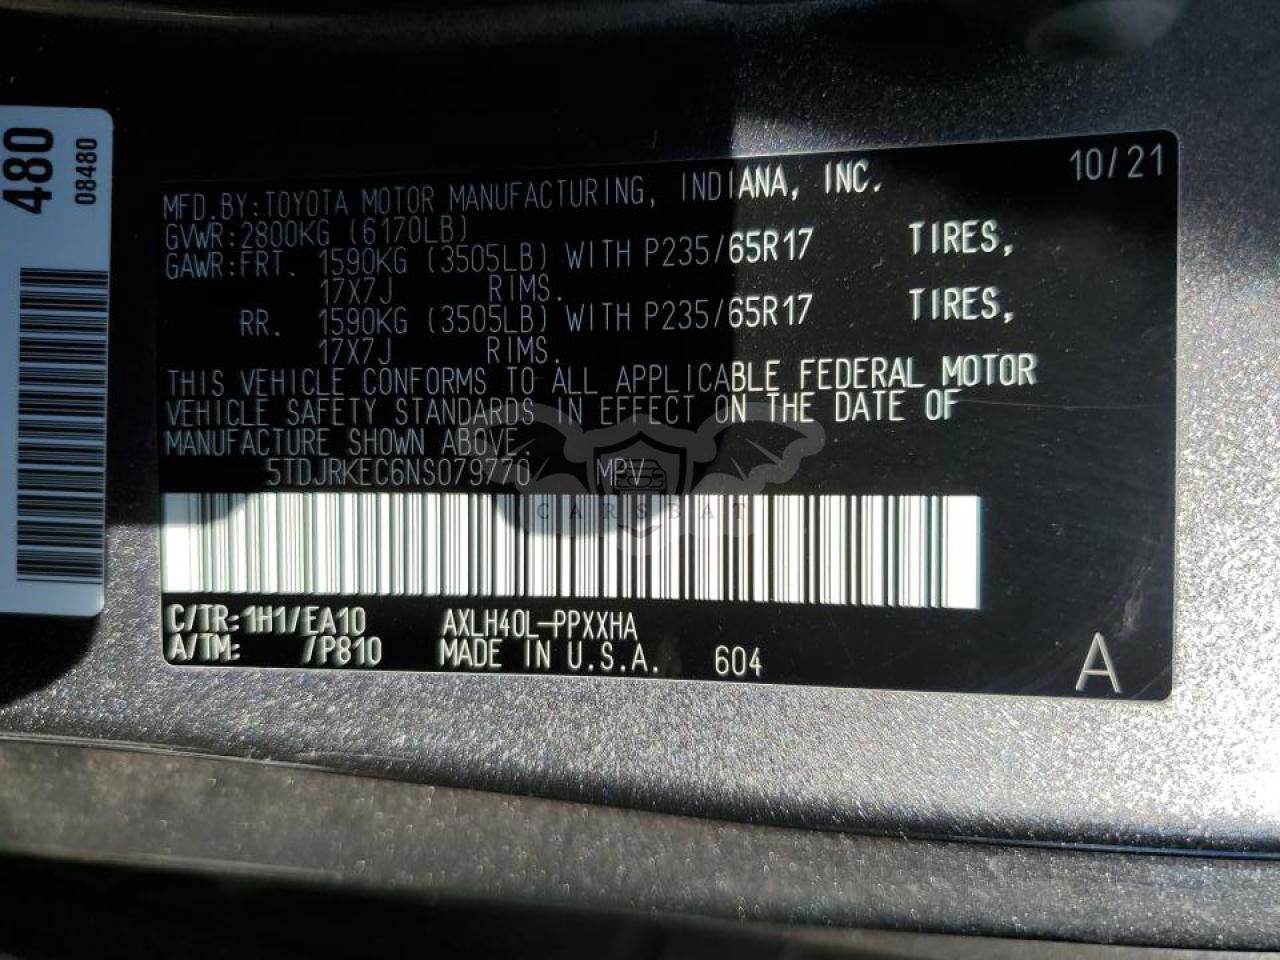 480
08480
10/21
MFD.BY:TOYOTA MOTOR MANUFACTURING, INDIANA, INC.
GVWR:2800KG (6170LB)
GAWR:FRT. 1590KG (3505LB) WITH P235/65R17 TIRES,
17X7J RIMS.
RR. 1590KG (3505LB) WITH P235/65R17 TIRES,
17X7J RIMS.
THIS VEHICLE CONFORMS TO ALL APPLICABLE FEDERAL MOTOR
VEHICLE SAFETY STANDARDS IN EFFECT ON THE DATE OF
MANUFACTURE SHOWN ABOVE.
5TDJRKEC6NS079770 MPV
CARSBAT
C/TR:1H1/EA10 AXLH40L-PPXXHA
A/TM: /P810 MADE IN U.S.A. 604
A